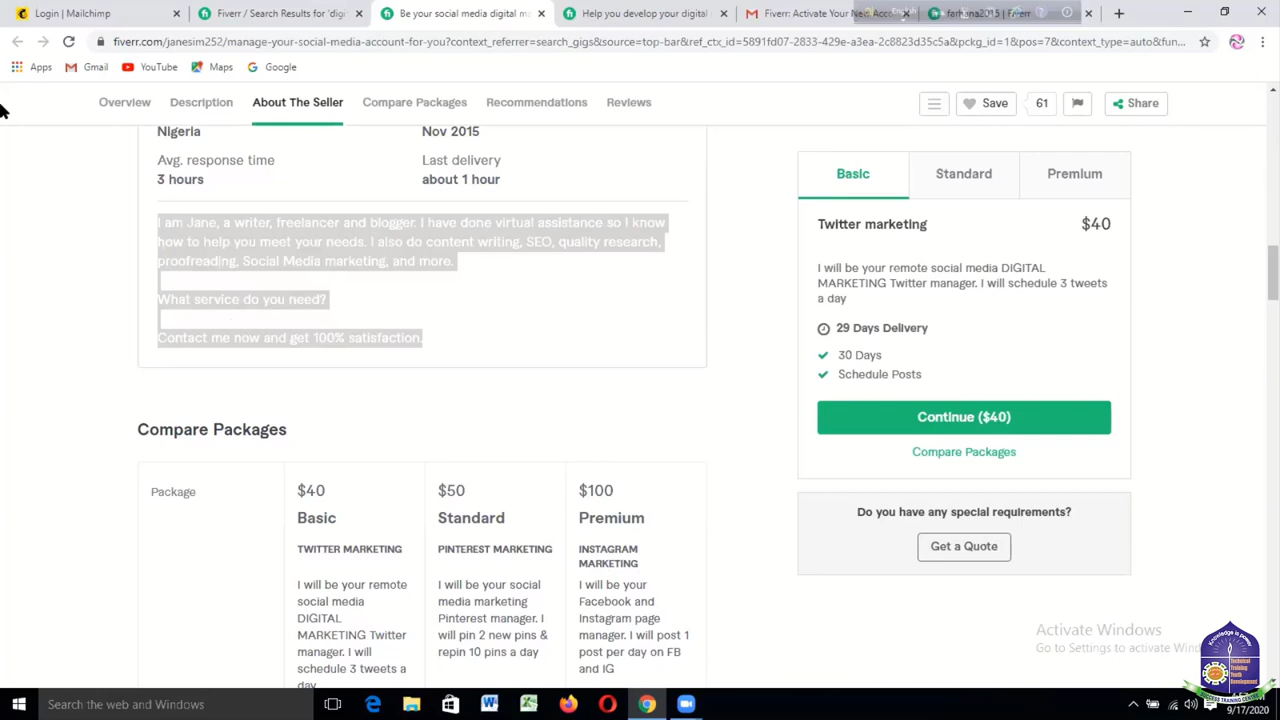 Login | Mailchimp
Fiverr / Search Results for 'digi
Be your social media digital m
Help you develop your digital
Fiverr: Activate Your New Acc
farhana2015 | Fiverr
English
fiverr.com/janesim252/manage-your-social-media-account-for-you?context_referrer=search_gigs&source=top-bar&ref_ctx_id=5891fd07-2833-429e-a3ea-2c8823d35c5a&pckg_id=1&pos=7&context_type=auto&fun...
Apps
Gmail
YouTube
Maps
Google
Overview
Description
About The Seller
Compare Packages
Recommendations
Reviews
Save
61
Share
Nigeria
Nov 2015
Avg. response time
Last delivery
3 hours
about 1 hour
I am Jane, a writer, freelancer and blogger. I have done virtual assistance so I know
how to help you meet your needs. I also do content writing, SEO, quality research,
proofreading, Social Media marketing, and more.
What service do you need?
Contact me now and get 100% satisfaction.
Basic
Standard
Premium
Twitter marketing
$40
I will be your remote social media DIGITAL
MARKETING Twitter manager. I will schedule 3 tweets
a day
29 Days Delivery
30 Days
Schedule Posts
Continue ($40)
Compare Packages
Do you have any special requirements?
Get a Quote
Compare Packages
Package
$40
Basic
TWITTER MARKETING
I will be your remote
social media
DIGITAL
MARKETING Twitter
manager. I will
schedule 3 tweets a
day
$50
Standard
PINTEREST MARKETING
I will be your social
media marketing
Pinterest manager. I
will pin 2 new pins &
repin 10 pins a day
$100
Premium
INSTAGRAM
MARKETING
I will be your
Facebook and
Instagram page
manager. I will post 1
post per day on FB
and IG
Activate Windows
Go to Settings to activate Win
Knowledge is power
Technical
Training
Youth
Development
Search the web and Windows
9/17/2020